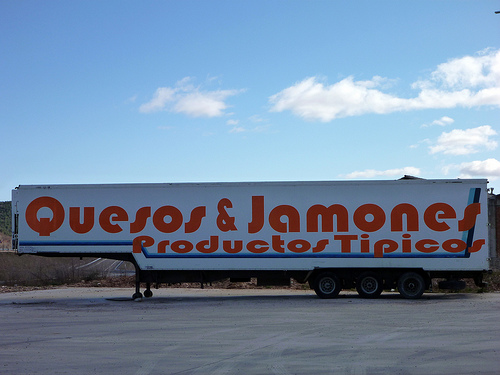 Quesos & Jamones
Productos Tipicos